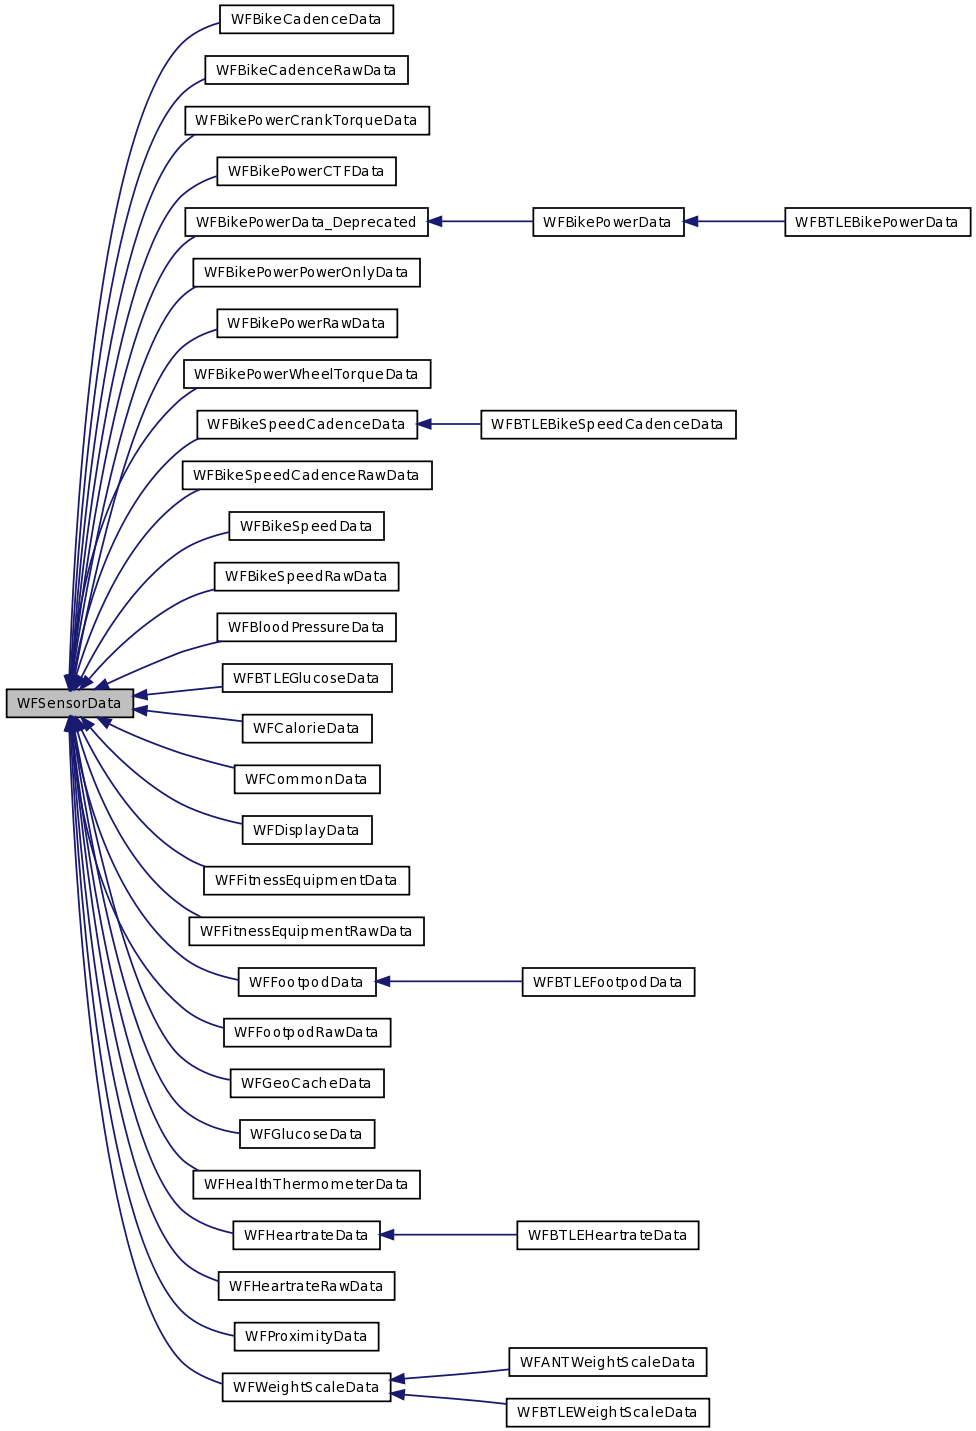 WFBikeCadenceData
WFBikeCadenceRawData
WFBikePowerCrankTorqueData
WFBikePowerCTFData
WFBikePowerData_Deprecated
WFBikePowerData
WFBTLEBikePowerData
WFBikePowerPowerOnlyData
WFBikePowerRawData
WFBikePowerWheelTorqueData
WFBikeSpeedCadenceData
WFBTLEBikeSpeedCadenceData
WFBikeSpeedCadenceRawData
WFBikeSpeedData
WFBikeSpeedRawData
WFBloodPressureData
WFBTLEGlucoseData
WFSensorData
WFCalorieData
WFCommonData
WFDisplayData
WFFitnessEquipmentData
WFFitnessEquipmentRawData
WFFootpodData
WFBTLEFootpodData
WFFootpodRawData
WFGeoCacheData
WFGlucoseData
WFHealthThermometerData
WFHeartrateData
WFBTLEHeartrateData
WFHeartrateRawData
WFProximityData
WFWeightScaleData
WFANTWeightScaleData
WFBTLEWeightScaleData